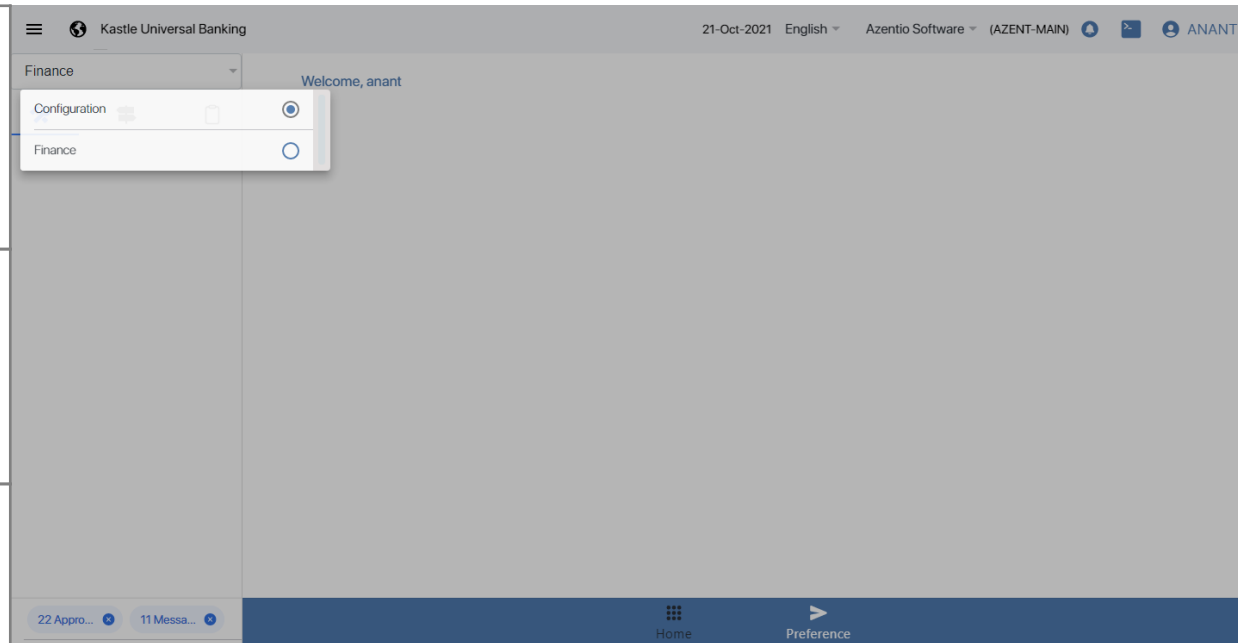 Kastle Universal Banking 21-Oct-2021 English Azentio Software (AZENT-MAIN) ANANT
Finance
Welcome, anant
Configuration
Finance
22 Appro... 11 Messa...
Home Preference